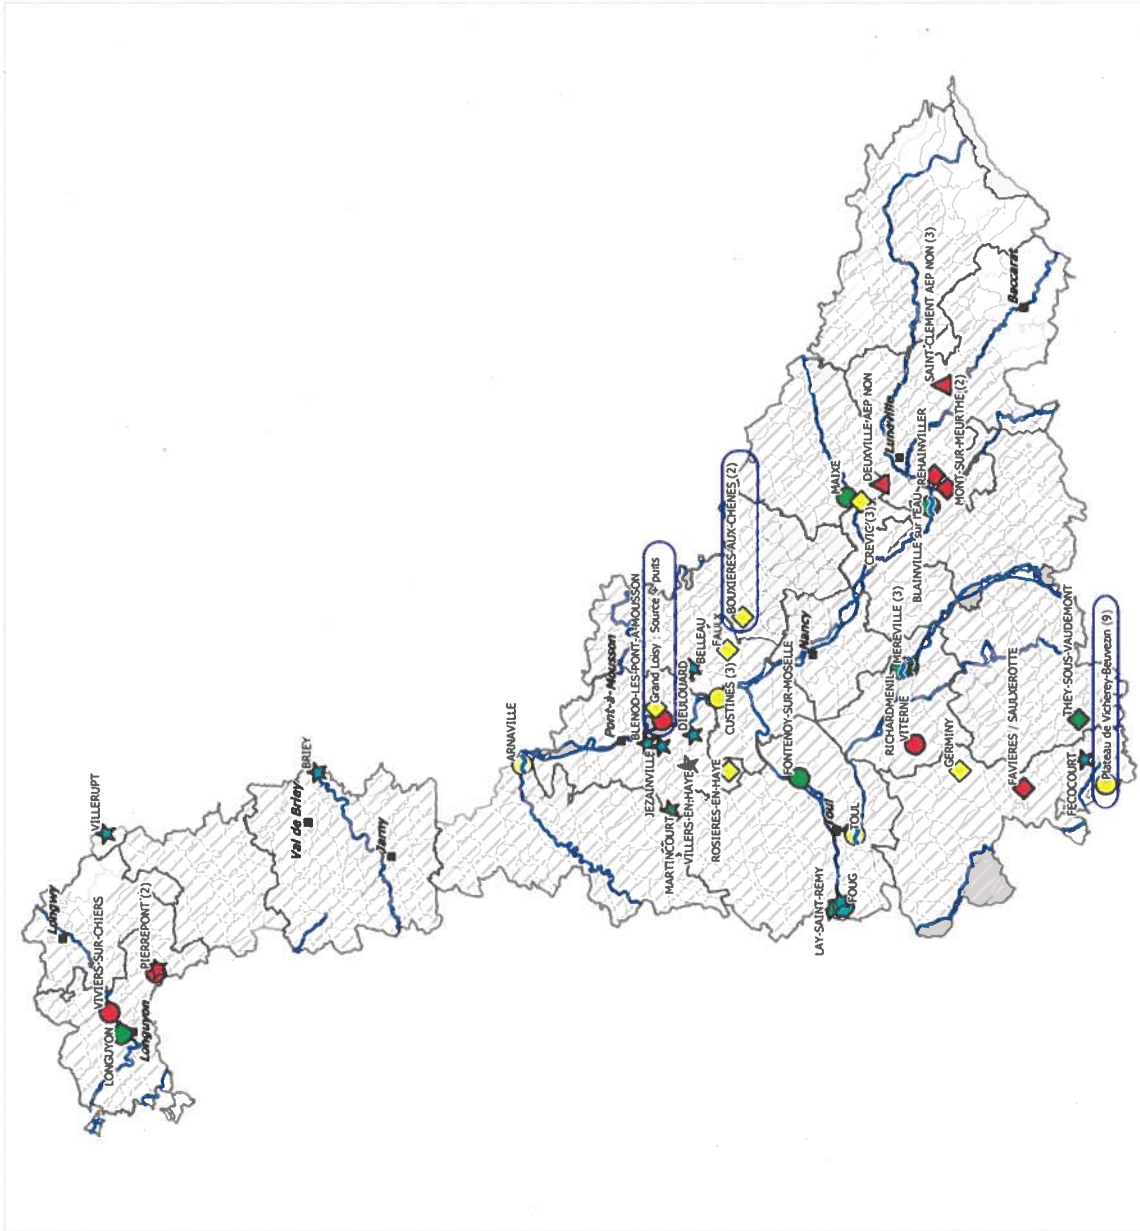 VILLERUPT
Longwy
VIVIERS-SUR-CHIERS
PIERREPONT (2)
LONGUYON
Longuyon
BRIEY
Val de Briey
Jarny
ARNAVILLE
Pont-à-Mousson
BLENOD-LES-PONT-A-MOUSSON
Grand Loisy : Source
puits
JEZAINVILLE
DIEULOUARD
BELLEAU
MARTINCOURT
VILLERS-EN-HAYE
ROSIERES-EN-HAYE
CUSTINES (3)
FAULX
BOUXIERES-AUX-CHENES (2)
FONTENOY-SUR-MOSELLE
Nancy
LAY-SAINT-REMY
FOUG
Toul
TOUL
MAIXE
CREVIC (3)
DEUXVILLE AEP NON
Lunéville
REHAINVILLER
BLAINVILLE sur l'EAU
MONT-SUR-MEURTHE (2)
SAINT-CLEMENT AEP NON (3)
Baccarat
RICHARDMENIL
MEREVILLE (3)
VITERNE
GERMINY
FAVIERES SAULXEROTTE
THEY-SOUS-VAUDEMONT
FECOCOURT
Plateau de Vicherey-Beuvezin (9)